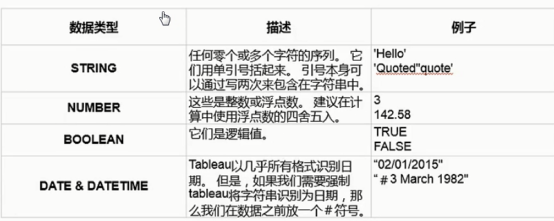 数据类型
描述
例子
STRING
任何零个或多个字符的序列。 它
们用单引号括起来。 引号本身可
以通过写两次来包含在字符串中。
'Hello'
'Quoted"quote'
NUMBER
这些是整数或浮点数。 建议在计
算中使用浮点数的四舍五入。
3
142.58
BOOLEAN
它们是逻辑值。
TRUE
FALSE
DATE & DATETIME
Tableau以几乎所有格式识别日
期。 但是，如果我们需要强制
tableau将字符串识别为日期，那
么我们在数据之前放一个＃符号。
“02/01/2015"
“＃3 March 1982"